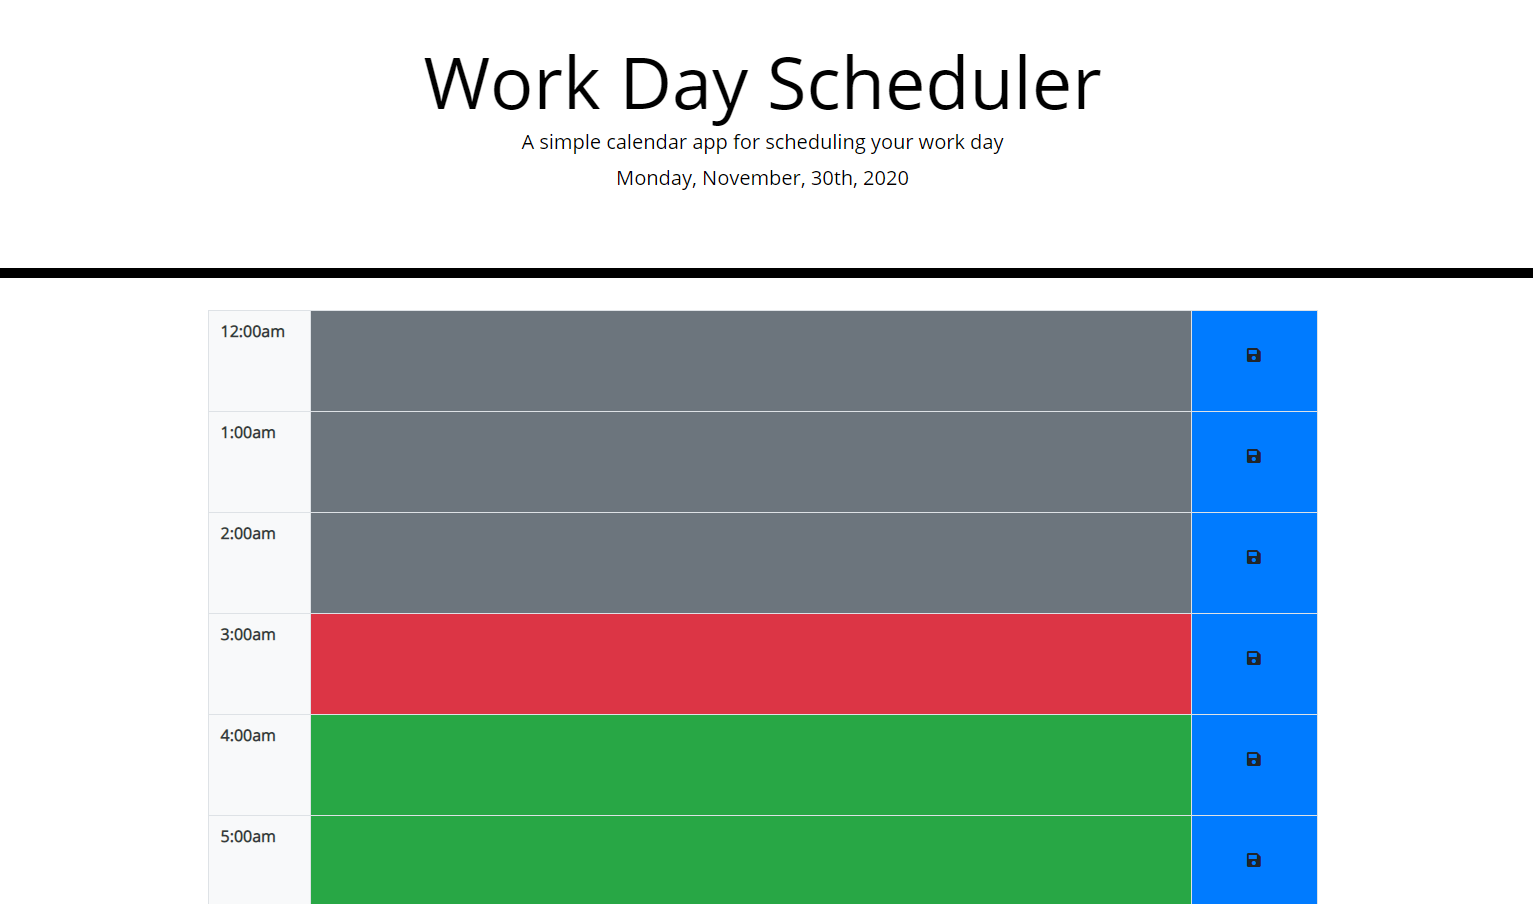 Work Day Scheduler
A simple calendar app for scheduling your work day
Monday, November, 30th, 2020
12:00am
1:00am
2:00am
3:00am
4:00am
5:00am